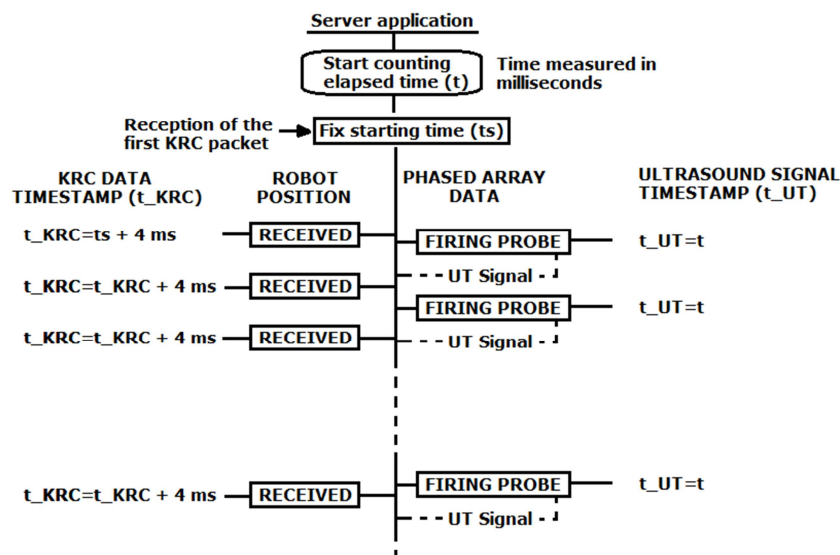 Server application
Start counting
elapsed time (t)
Time measured in
milliseconds
Reception of the
first KRC packet
Fix starting time (ts)
KRC DATA
TIMESTAMP (t_KRC)
ROBOT
POSITION
PHASED ARRAY
DATA
ULTRASOUND SIGNAL
TIMESTAMP (t_UT)
t_KRC=ts + 4 ms
RECEIVED
FIRING PROBE
t_UT=t
UT Signal
t_KRC=t_KRC + 4 ms
RECEIVED
FIRING PROBE
t_UT=t
t_KRC=t_KRC + 4 ms
RECEIVED
UT Signal
t_KRC=t_KRC + 4 ms
RECEIVED
FIRING PROBE
t_UT=t
UT Signal